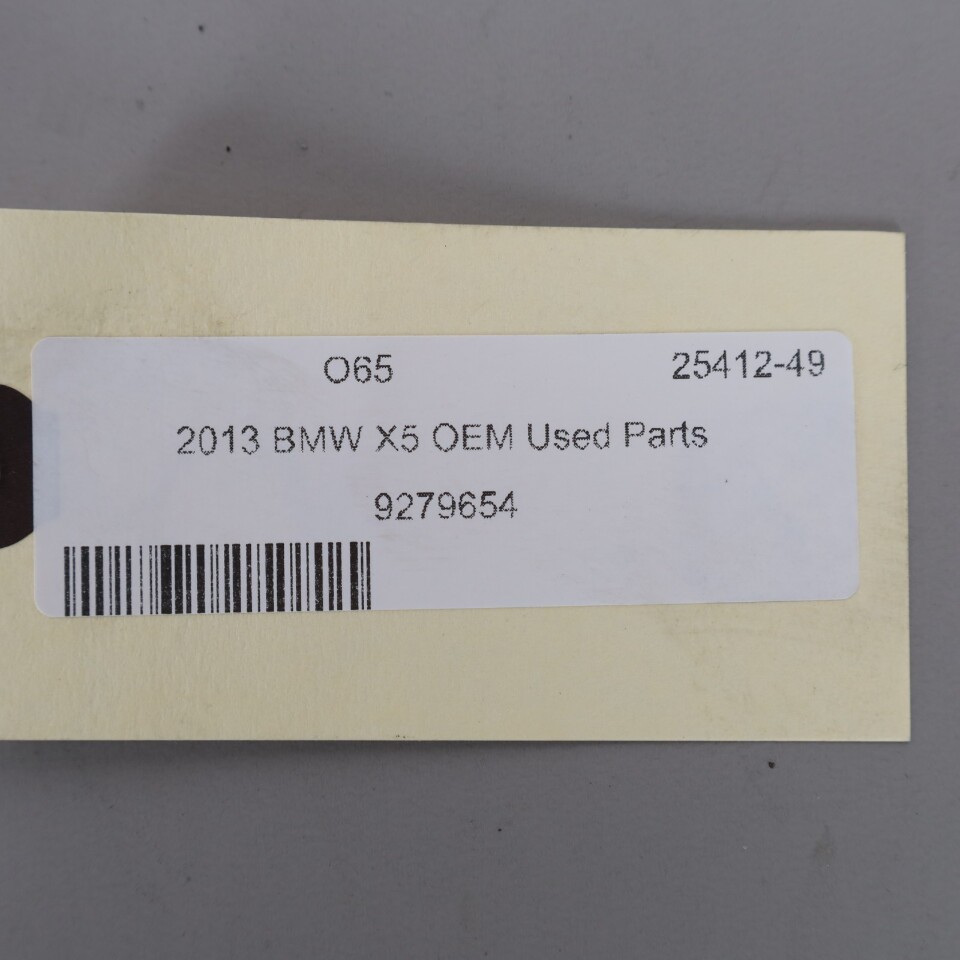 O65 25412-49
2013 BMW X5 OEM Used Parts
9279654